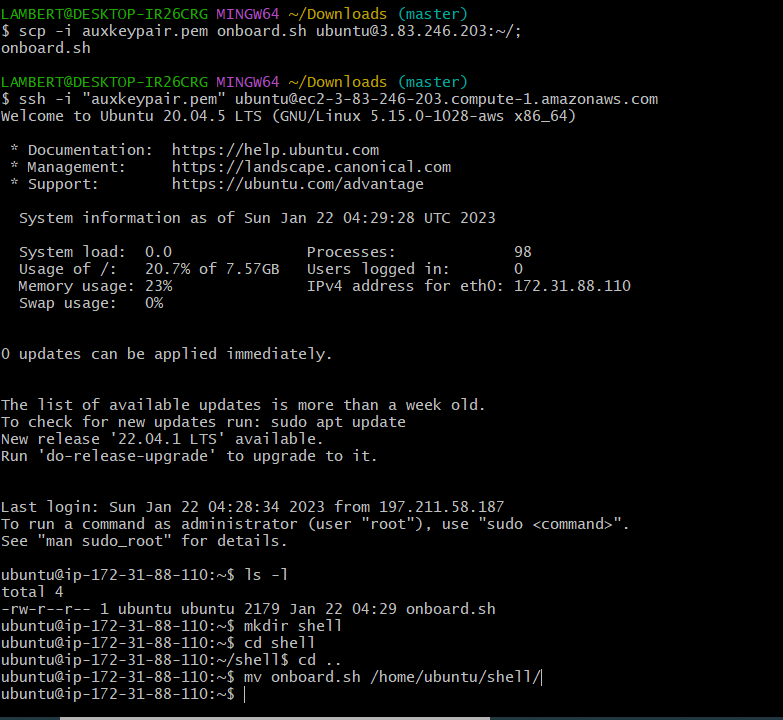 LAMBERT@DESKTOP-IR26CRG MINGW64 ~/Downloads (master)
$ scp -i auxkeypair.pem onboard.sh ubuntu@3.83.246.203:~/;
onboard.sh
LAMBERT@DESKTOP-IR26CRG MINGW64 ~/Downloads (master)
$ ssh -i "auxkeypair.pem" ubuntu@ec2-3-83-246-203.compute-1.amazonaws.com
Welcome to Ubuntu 20.04.5 LTS (GNU/Linux 5.15.0-1028-aws x86_64)
* Documentation:  https://help.ubuntu.com
* Management:     https://landscape.canonical.com
* Support:        https://ubuntu.com/advantage
System information as of Sun Jan 22 04:29:28 UTC 2023
System load:  0.0               Processes:             98
Usage of /:   20.7% of 7.57GB   Users logged in:       0
Memory usage: 23%               IPv4 address for eth0: 172.31.88.110
Swap usage:   0%
0 updates can be applied immediately.
The list of available updates is more than a week old.
To check for new updates run: sudo apt update
New release '22.04.1 LTS' available.
Run 'do-release-upgrade' to upgrade to it.
Last login: Sun Jan 22 04:28:34 2023 from 197.211.58.187
To run a command as administrator (user "root"), use "sudo <command>".
See "man sudo_root" for details.
ubuntu@ip-172-31-88-110:~$ ls -l
total 4
-rw-r--r-- 1 ubuntu ubuntu 2179 Jan 22 04:29 onboard.sh
ubuntu@ip-172-31-88-110:~$ mkdir shell
ubuntu@ip-172-31-88-110:~$ cd shell
ubuntu@ip-172-31-88-110:~/shell$ cd ..
ubuntu@ip-172-31-88-110:~$ mv onboard.sh /home/ubuntu/shell/
ubuntu@ip-172-31-88-110:~$